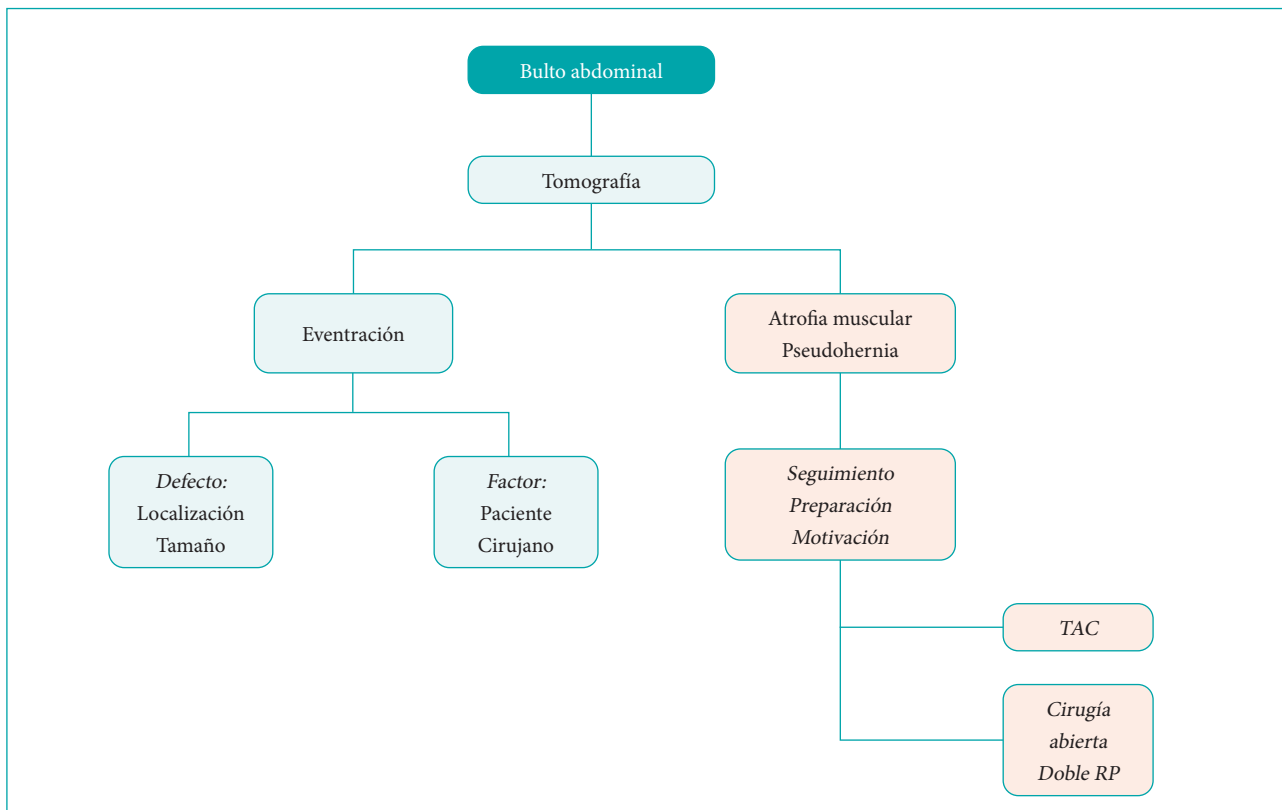 Bulto abdominal
Tomografía
Eventración
Atrofia muscular
Pseudohernia
Defecto:
Localización
Tamaño
Factor:
Paciente
Cirujano
Seguimiento
Preparación
Motivación
TAC
Cirugía
abierta
Doble RP